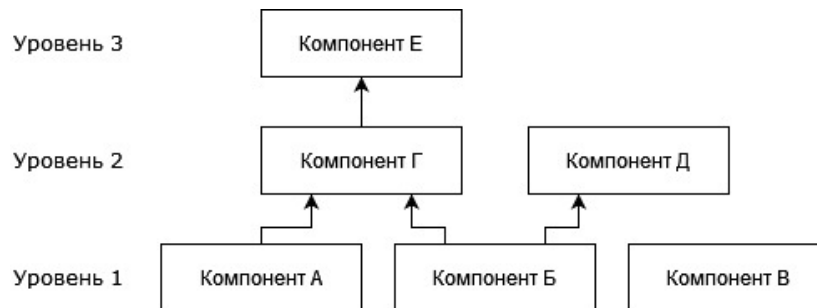 Уровень 3 Компонент Е
Уровень 2 Компонент Г Компонент Д
Уровень 1 Компонент А Компонент Б Компонент В